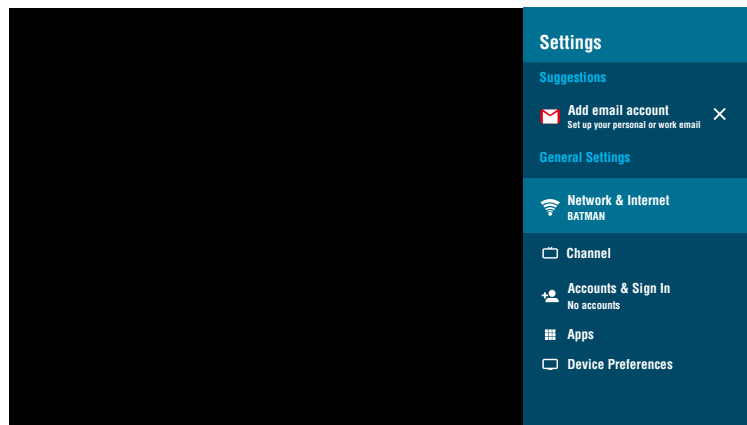 Settings
Suggestions
Add email account
Set up your personal or work email
General Settings
Network & Internet
BATMAN
Channel
Accounts & Sign In
No accounts
Apps
Device Preferences